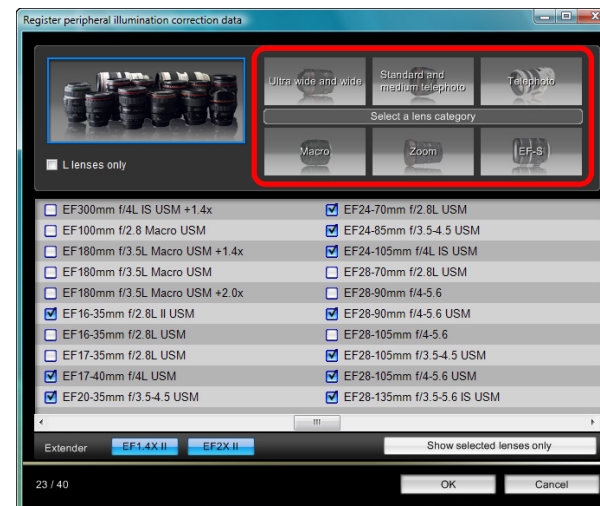 Register peripheral illumination correction data
Ultra wide and wide
Standard and
medium telephoto
Telephoto
Select a lens category
Macro
Zoom
EF-S
L lenses only
EF300mm f/4L IS USM +1.4x
EF24-70mm f/2.8L USM
EF100mm f/2.8 Macro USM
EF24-85mm f/3.5-4.5 USM
EF180mm f/3.5L Macro USM +1.4x
EF24-105mm f/4L IS USM
EF180mm f/3.5L Macro USM
EF28-70mm f/2.8L USM
EF180mm f/3.5L Macro USM +2.0x
EF28-90mm f/4-5.6
EF16-35mm f/2.8L II USM
EF28-90mm f/4-5.6 USM
EF16-35mm f/2.8L USM
EF28-105mm f/4-5.6
EF17-35mm f/2.8L USM
EF28-105mm f/3.5-4.5 USM
EF17-40mm f/4L USM
EF28-105mm f/4-5.6 USM
EF20-35mm f/3.5-4.5 USM
EF28-135mm f/3.5-5.6 IS USM
Extender
EF1.4X II
EF2X II
Show selected lenses only
23 / 40
OK
Cancel